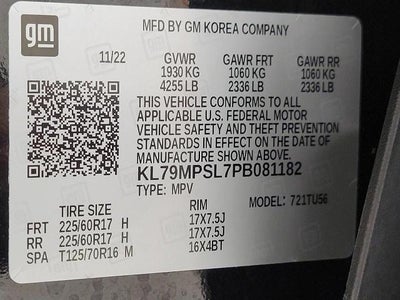 gm
MFD BY GM KOREA COMPANY
11/22 GVWR GAWR FRT GAWR RR
1930 KG 1060 KG 1060 KG
4255 LB 2336 LB 2336 LB
THIS VEHICLE CONFORMS TO ALL
APPLICABLE U.S. FEDERAL MOTOR
VEHICLE SAFETY AND THEFT PREVENTION
STANDARDS IN EFFECT ON THE DATE OF
MANUFACTURE SHOWN ABOVE.
KL79MPSL7PB081182
TYPE: MPV
TIRE SIZE RIM MODEL: 721TU56
FRT 225/60R17 H 17X7.5J
RR 225/60R17 H 17X7.5J
SPA T125/70R16 M 16X4BT